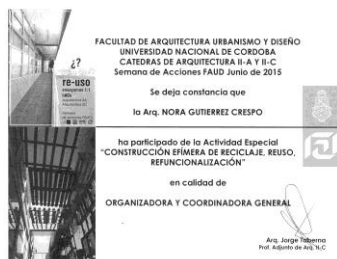 FACULTAD DE ARQUITECTURA URBANISMO Y DISEÑO
UNIVERSIDAD NACIONAL DE CORDOBA
CATEDRAS DE ARQUITECTURA II-A Y II-C
Semana de Acciones FAUD Junio de 2015
¿?
re-uso
Se deja constancia que
la Arq. NORA GUTIERREZ CRESPO
ha participado de la Actividad Especial
"CONSTRUCCIÓN EFÍMERA DE RECICLAJE, REUSO,
REFUNCIONALIZACIÓN"
en calidad de
ORGANIZADORA Y COORDINADORA GENERAL
Arq. Jorge Taberna
Prof. Adjunto de Arq. II-C